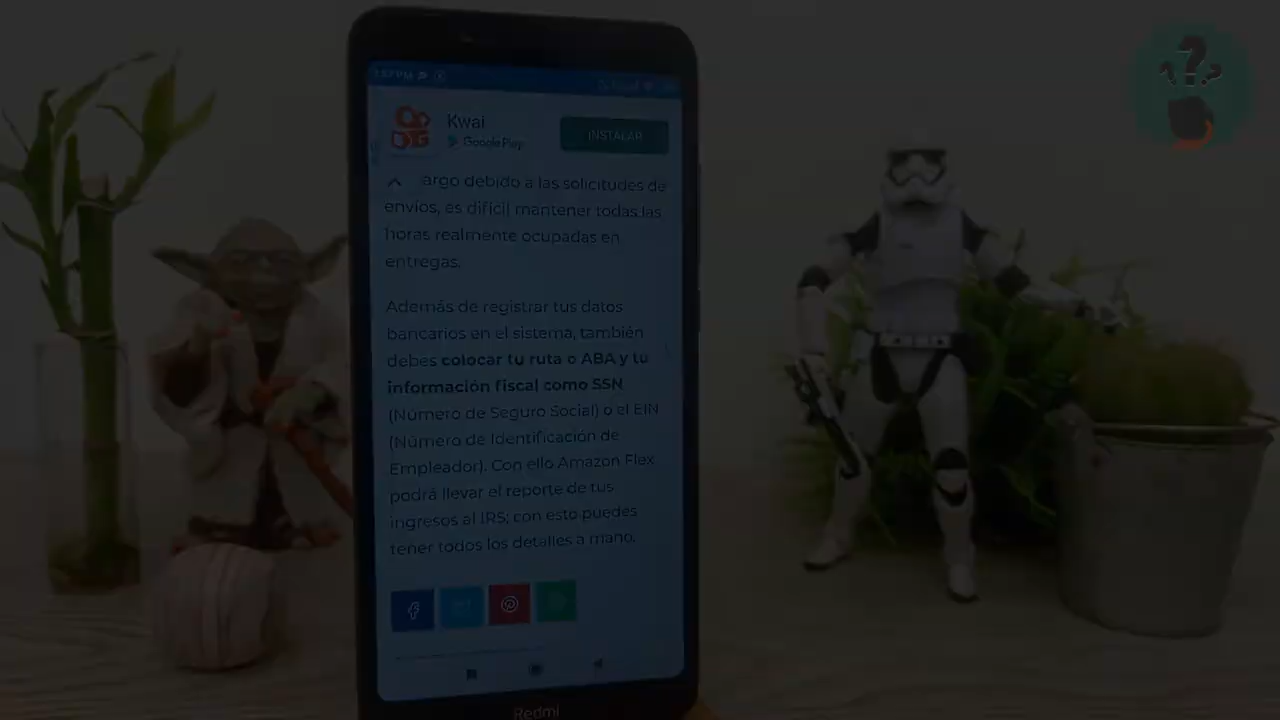 1:57 PM
Kwai
Google Play
INSTALAR
argo debido a las solicitudes de
envíos, es difícil mantener todas las
horas realmente ocupadas en
entregas.
Además de registrar tus datos
bancarios en el sistema, también
debes colocar tu ruta o ABA y tu
información fiscal como SSN
(Número de Seguro Social) o el EIN
(Número de Identificación de
Empleador). Con ello Amazon Flex
podrá llevar el reporte de tus
ingresos al IRS; con esto puedes
tener todos los detalles a mano.
Redmi